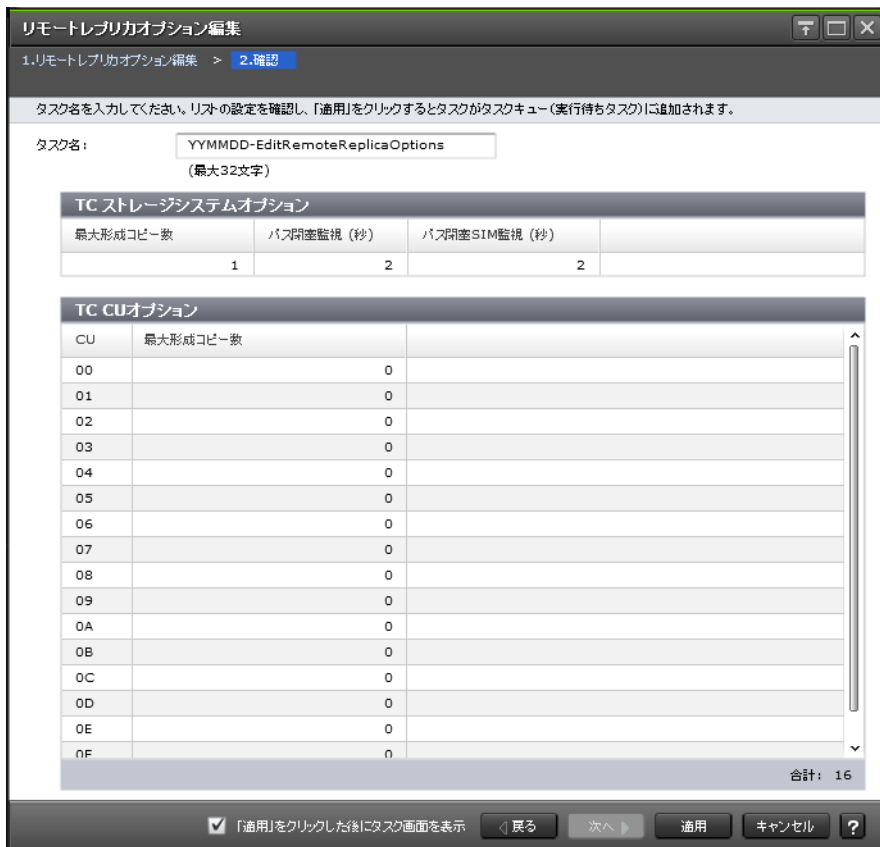 リモートレプリカオプション編集
1.リモートレプリカオプション編集 > 2.確認
タスク名を入力してください。リストの設定を確認し、「適用」をクリックするとタスクがタスクキュー(実行待ちタスク)に追加されます。
タスク名: YYMMDD-EditRemoteReplicaOptions
(最大32文字)
TC ストレージシステムオプション
最大形成コピー数 パス閉塞監視 (秒) パス閉塞SIM監視 (秒)
1 2 2
TC CUオプション
CU 最大形成コピー数
00 0
01 0
02 0
03 0
04 0
05 0
06 0
07 0
08 0
09 0
0A 0
0B 0
0C 0
0D 0
0E 0
0F 0
合計: 16
「適用」をクリックした後にタスク画面を表示 戻る 次へ 適用 キャンセル ?